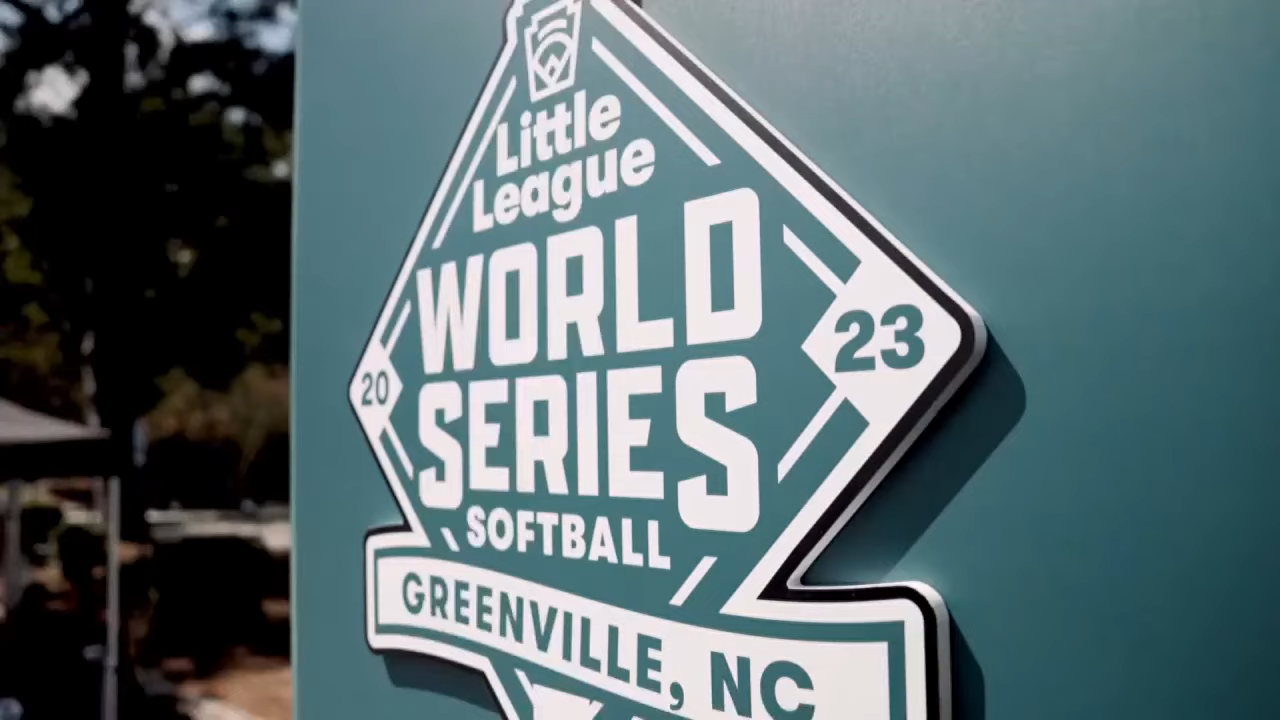 Little
League
WORLD
SERIES
20 23
SOFTBALL
GREENVILLE, NC